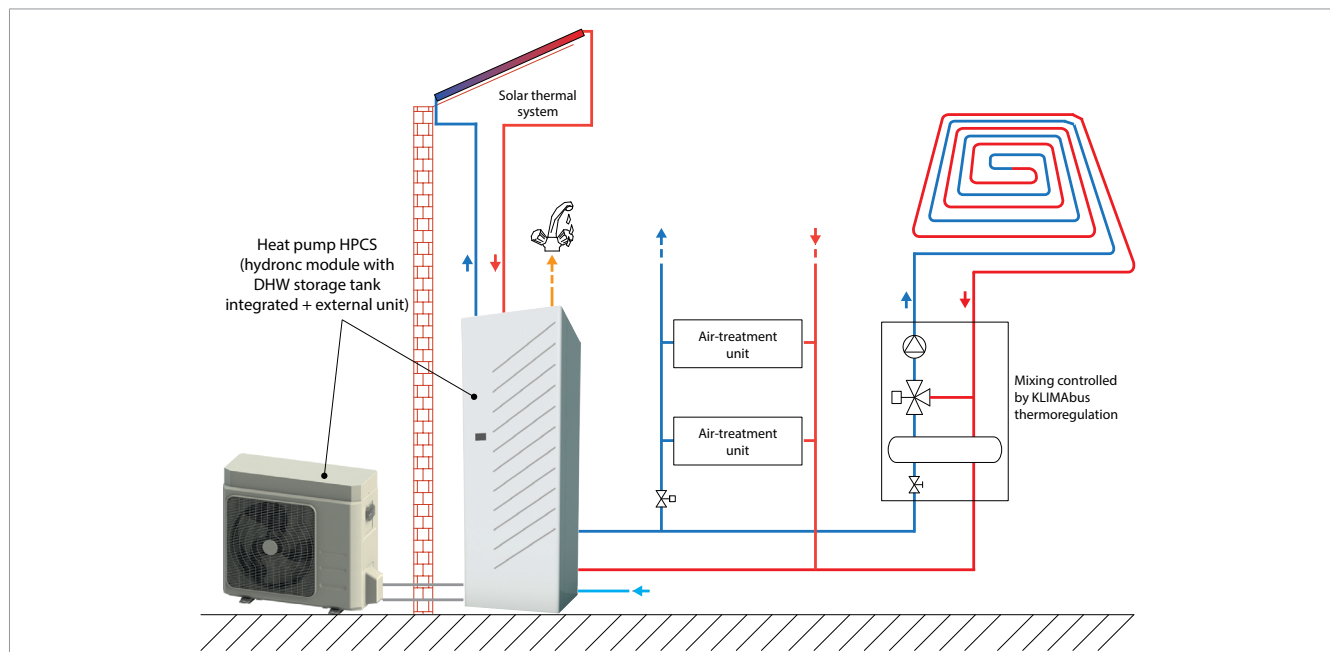 Solar thermal
system
Heat pump HPCS
(hydronc module with
DHW storage tank
integrated + external unit)
Air-treatment
unit
Air-treatment
unit
Mixing controlled
by KLIMAbus
thermoregulation